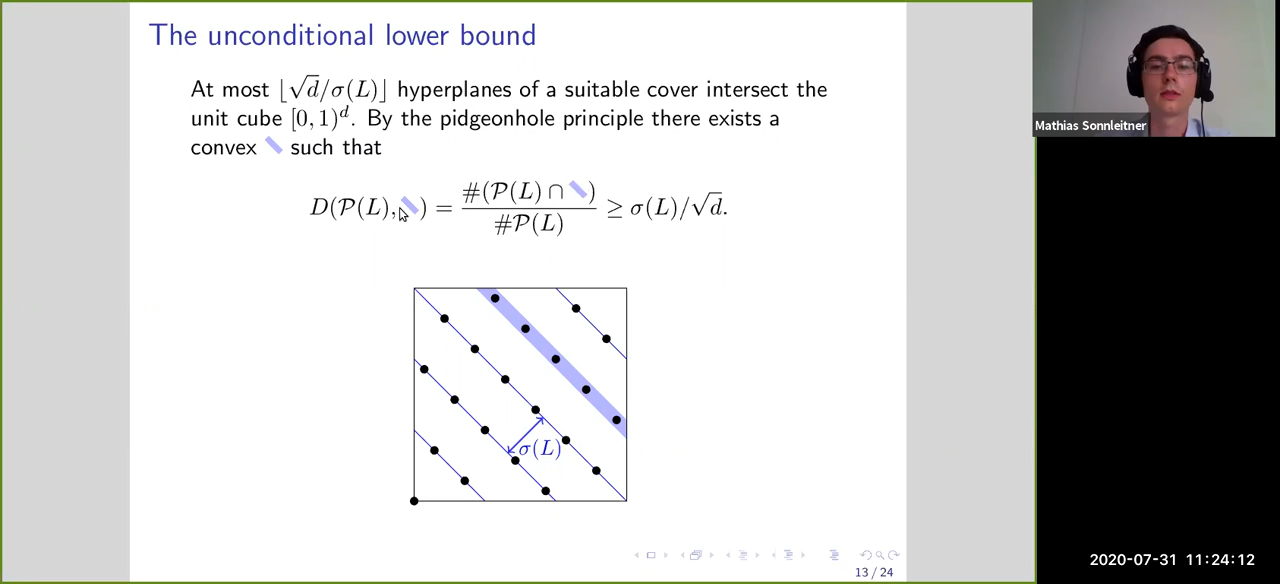 The unconditional lower bound
At most ⌊√d/σ(L)⌋ hyperplanes of a suitable cover intersect the
unit cube [0, 1)^d. By the pidgeonhole principle there exists a
convex such that
D(P(L), ) = #(P(L) ∩ ) / #P(L) ≥ σ(L)/√d.
σ(L)
13 / 24
Mathias Sonnleitner
2020-07-31 11:24:12